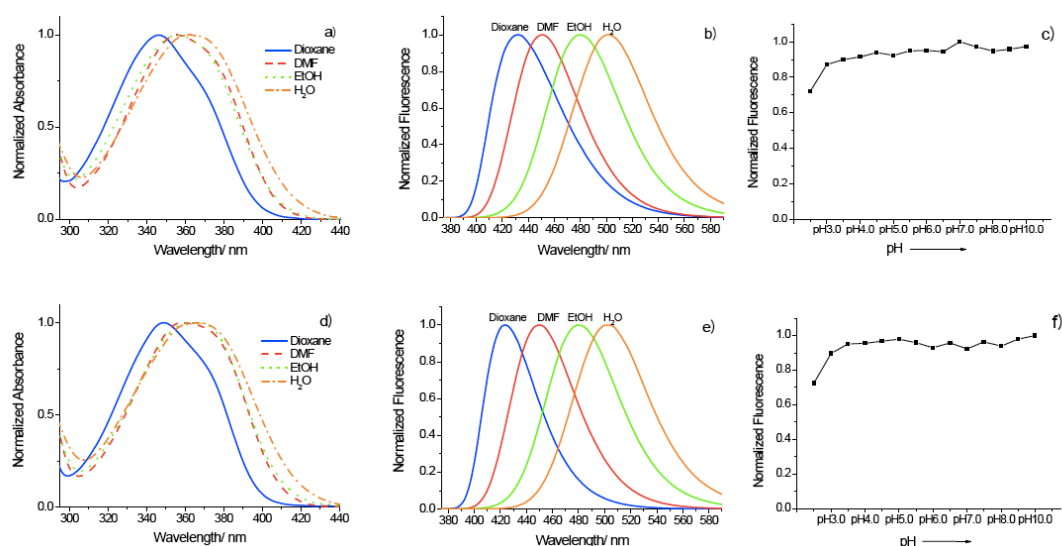 a)
Normalized Absorbance
1.0
0.5
0.0
Dioxane
DMF
EtOH
H₂O
300 320 340 360 380 400 420 440
Wavelength/ nm
b)
Normalized Fluorescence
1.0
0.8
0.6
0.4
0.2
0.0
Dioxane DMF EtOH H₂O
380 400 420 440 460 480 500 520 540 560 580
Wavelength/ nm
c)
Normalized Fluorescence
1.0
0.8
0.6
0.4
0.2
0.0
pH3.0 pH4.0 pH5.0 pH6.0 pH7.0 pH8.0 pH10.0
pH
d)
Normalized Absorbance
1.0
0.5
0.0
Dioxane
DMF
EtOH
H₂O
300 320 340 360 380 400 420 440
Wavelength/ nm
e)
Normalized Fluorescence
1.0
0.8
0.6
0.4
0.2
0.0
Dioxane DMF EtOH H₂O
380 400 420 440 460 480 500 520 540 560 580
Wavelength/ nm
f)
Normalized Fluorescence
1.0
0.8
0.6
0.4
0.2
0.0
pH3.0 pH4.0 pH5.0 pH6.0 pH7.0 pH8.0 pH10.0
pH